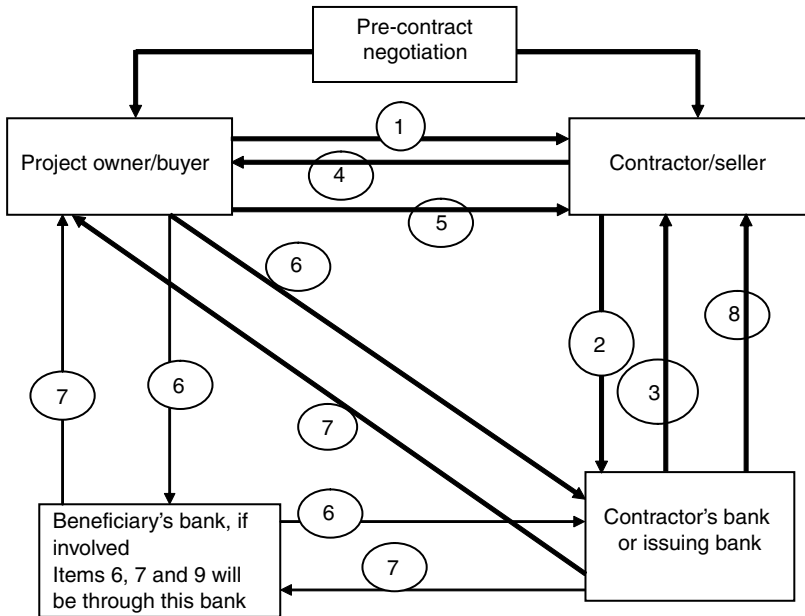 Pre-contract
negotiation
1
Project owner/buyer
4
Contractor/seller
5
6
8
2
6
7
3
7
Beneficiary’s bank, if
involved
Items 6, 7 and 9 will
be through this bank
6
7
Contractor’s bank
or issuing bank